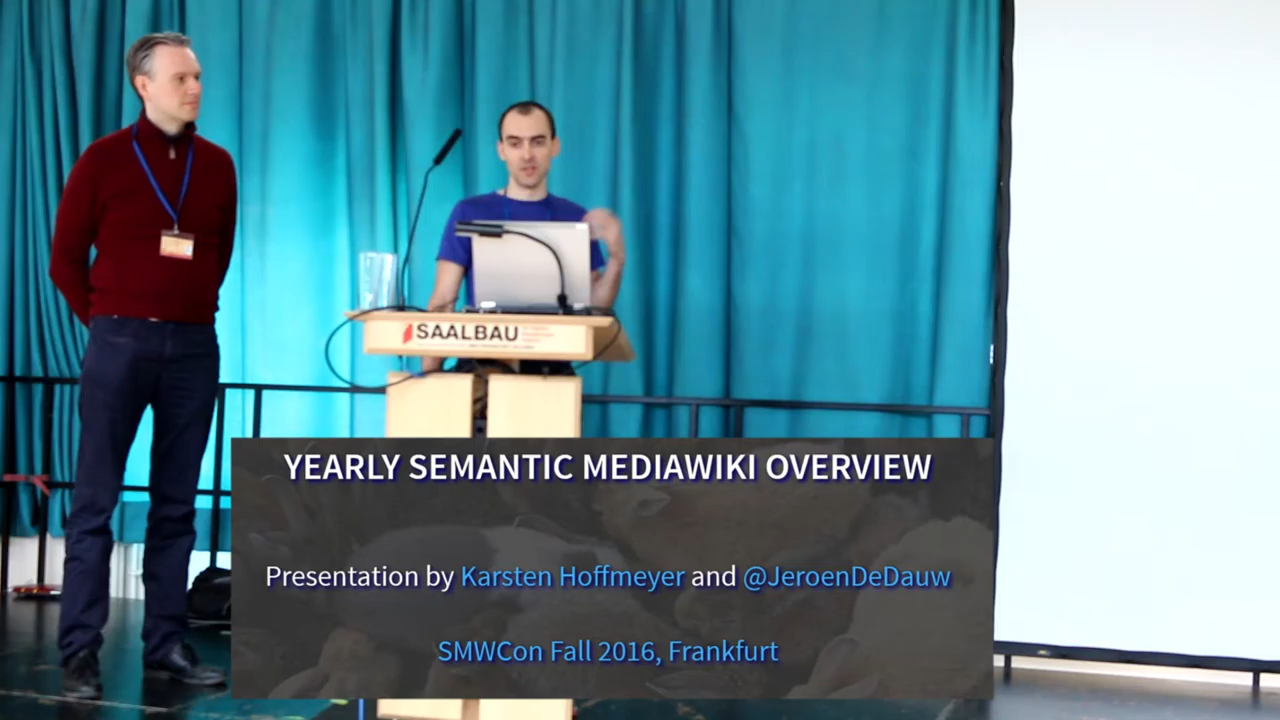 SAALBAU
YEARLY SEMANTIC MEDIAWIKI OVERVIEW
Presentation by Karsten Hoffmeyer and @JeroenDeDauw
SMWCon Fall 2016, Frankfurt